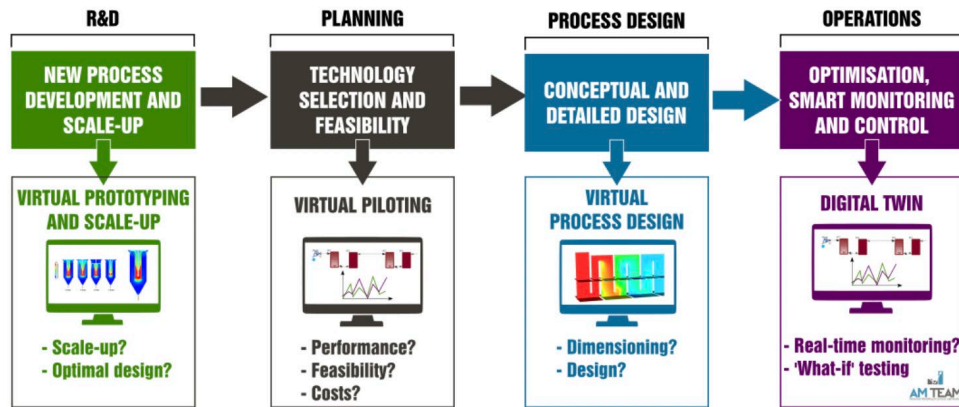 R&D
NEW PROCESS
DEVELOPMENT AND
SCALE-UP
VIRTUAL PROTOTYPING
AND SCALE-UP
- Scale-up?
- Optimal design?
PLANNING
TECHNOLOGY
SELECTION AND
FEASIBILITY
VIRTUAL PILOTING
- Performance?
- Feasibility?
- Costs?
PROCESS DESIGN
CONCEPTUAL AND
DETAILED DESIGN
VIRTUAL
PROCESS DESIGN
- Dimensioning?
- Design?
OPERATIONS
OPTIMISATION,
SMART MONITORING
AND CONTROL
DIGITAL TWIN
- Real-time monitoring?
- 'What-if' testing
AM TEAM